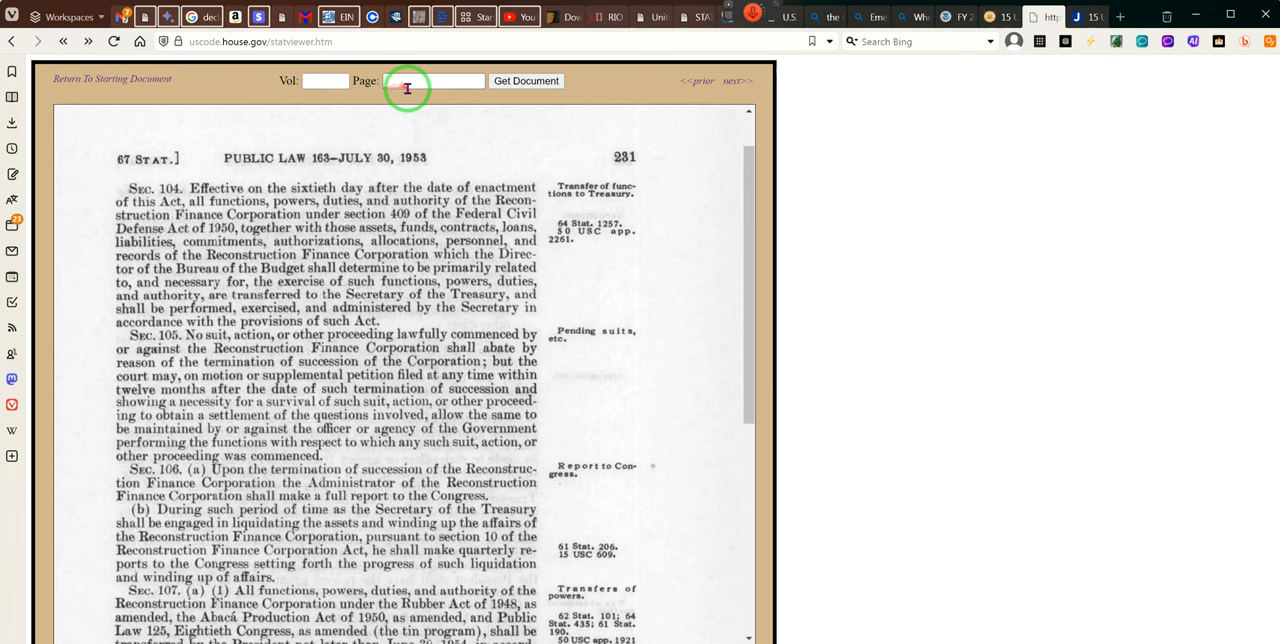 Workspaces
7
decl
a
S
EIN
Star
You
Dow
RIO
Unit
STA
U.S
the
Eme
Whe
FY 2
15 U
http
J 15 U
uscode.house.gov/statviewer.htm
Search Bing
23
Return To Starting Document
Vol:
Page:
Get Document
<<prior next>>
67 STAT.] PUBLIC LAW 163—JULY 30, 1953 231
SEC. 104. Effective on the sixtieth day after the date of enactment
of this Act, all functions, powers, duties, and authority of the Recon-
struction Finance Corporation under section 409 of the Federal Civil
Defense Act of 1950, together with those assets, funds, contracts, loans,
liabilities, commitments, authorizations, allocations, personnel, and
records of the Reconstruction Finance Corporation which the Direc-
tor of the Bureau of the Budget shall determine to be primarily related
to, and necessary for, the exercise of such functions, powers, duties,
and authority, are transferred to the Secretary of the Treasury, and
shall be performed, exercised, and administered by the Secretary in
accordance with the provisions of such Act.
Transfer of func-
tions to Treasury.
64 Stat. 1257.
50 USC app.
2261.
SEC. 105. No suit, action, or other proceeding lawfully commenced by
or against the Reconstruction Finance Corporation shall abate by
reason of the termination of succession of the Corporation; but the
court may, on motion or supplemental petition filed at any time within
twelve months after the date of such termination of succession and
showing a necessity for a survival of such suit, action, or other proceed-
ing to obtain a settlement of the questions involved, allow the same to
be maintained by or against the officer or agency of the Government
performing the functions with respect to which any such suit, action, or
other proceeding was commenced.
Pending suits,
etc.
SEC. 106. (a) Upon the termination of succession of the Reconstruc-
tion Finance Corporation the Administrator of the Reconstruction
Finance Corporation shall make a full report to the Congress.
Report to Con-
gress.
(b) During such period of time as the Secretary of the Treasury
shall be engaged in liquidating the assets and winding up the affairs of
the Reconstruction Finance Corporation, pursuant to section 10 of the
Reconstruction Finance Corporation Act, he shall make quarterly re-
ports to the Congress setting forth the progress of such liquidation
and winding up of affairs.
61 Stat. 206.
15 USC 609.
SEC. 107. (a) (1) All functions, powers, duties, and authority of the
Reconstruction Finance Corporation under the Rubber Act of 1948, as
amended, the Abacá Production Act of 1950, as amended, and Public
Law 125, Eightieth Congress, as amended (the tin program), shall be
Transfers of
powers.
62 Stat. 101; 64
Stat. 435; 61 Stat.
190.
50 USC app. 1921